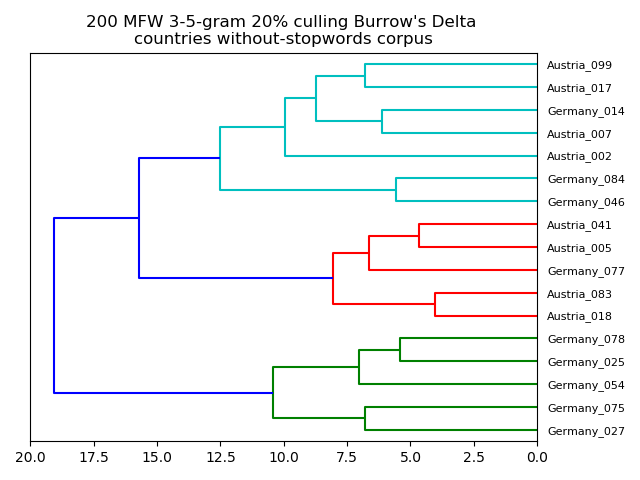 200 MFW 3-5-gram 20% culling Burrow's Delta
countries without-stopwords corpus
Austria_099
Austria_017
Germany_014
Austria_007
Austria_002
Germany_084
Germany_046
Austria_041
Austria_005
Germany_077
Austria_083
Austria_018
Germany_078
Germany_025
Germany_054
Germany_075
Germany_027
20.0 17.5 15.0 12.5 10.0 7.5 5.0 2.5 0.0